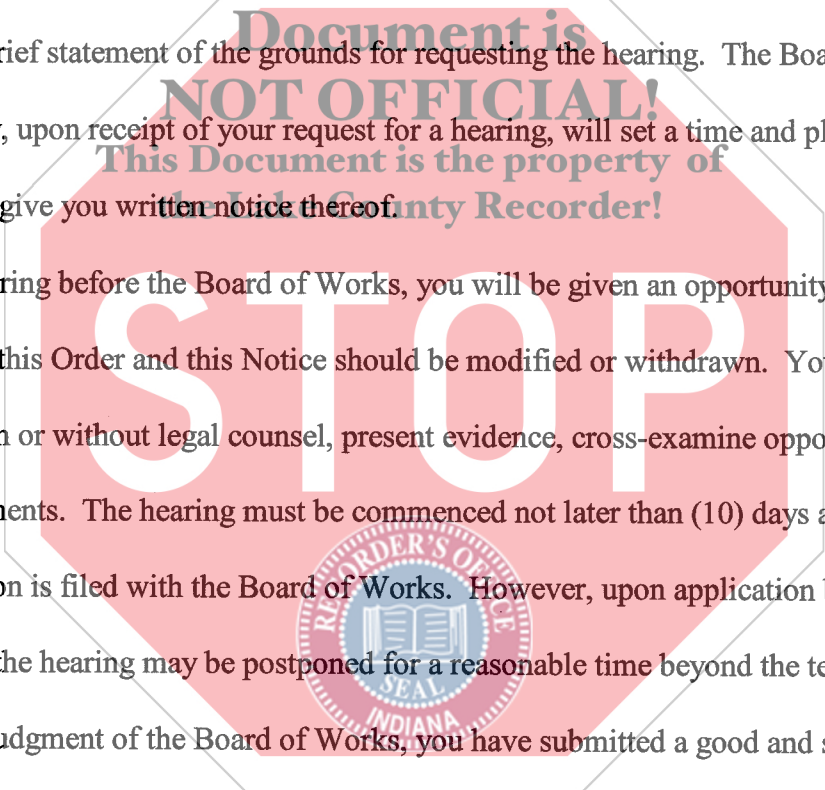 Document is
rief statement of the grounds for requesting the hearing. The Boa
NOT OFFICIAL!
, upon receipt of your request for a hearing, will set a time and pl
This Document is the property of
give you written notice thereof.
the Lake County Recorder!
ring before the Board of Works, you will be given an opportunity
STOP
this Order and this Notice should be modified or withdrawn. Yo
n or without legal counsel, present evidence, cross-examine oppo
nents. The hearing must be commenced not later than (10) days a
RECORDER'S OFFICE
on is filed with the Board of Works. However, upon application
the hearing may be postponed for a reasonable time beyond the te
SEAL
INDIANA
udgment of the Board of Works, you have submitted a good and s